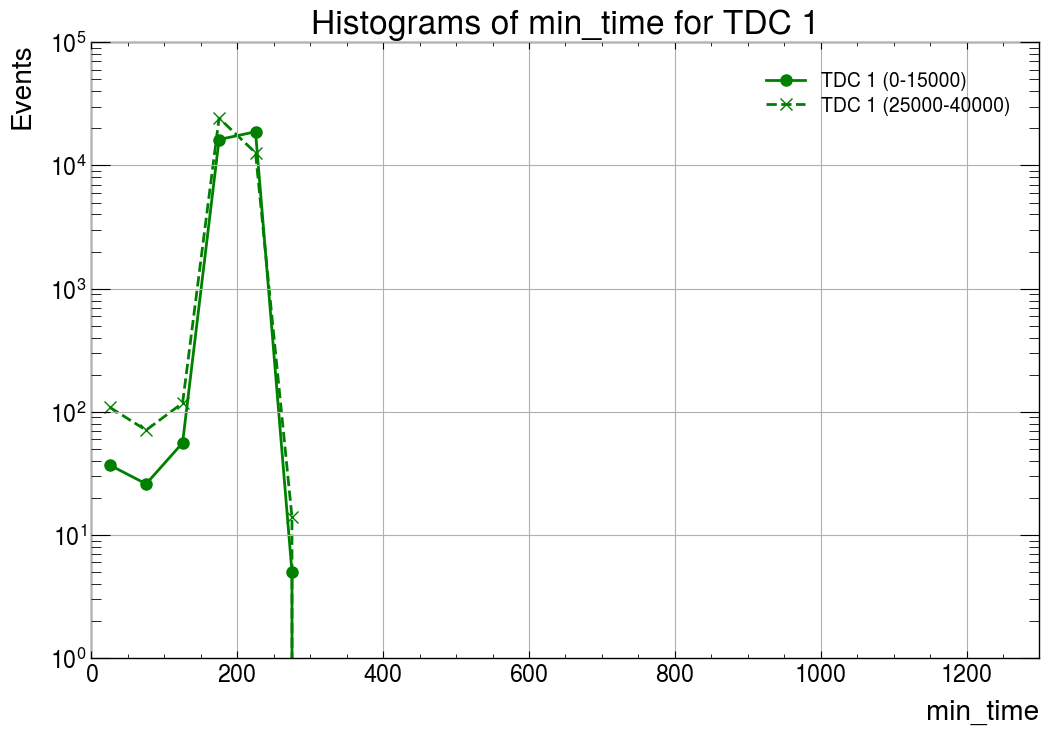 Histograms of min_time for TDC 1
Events
10^5
10^4
10^3
10^2
10^1
10^0
TDC 1 (0-15000)
TDC 1 (25000-40000)
0 200 400 600 800 1000 1200
min_time